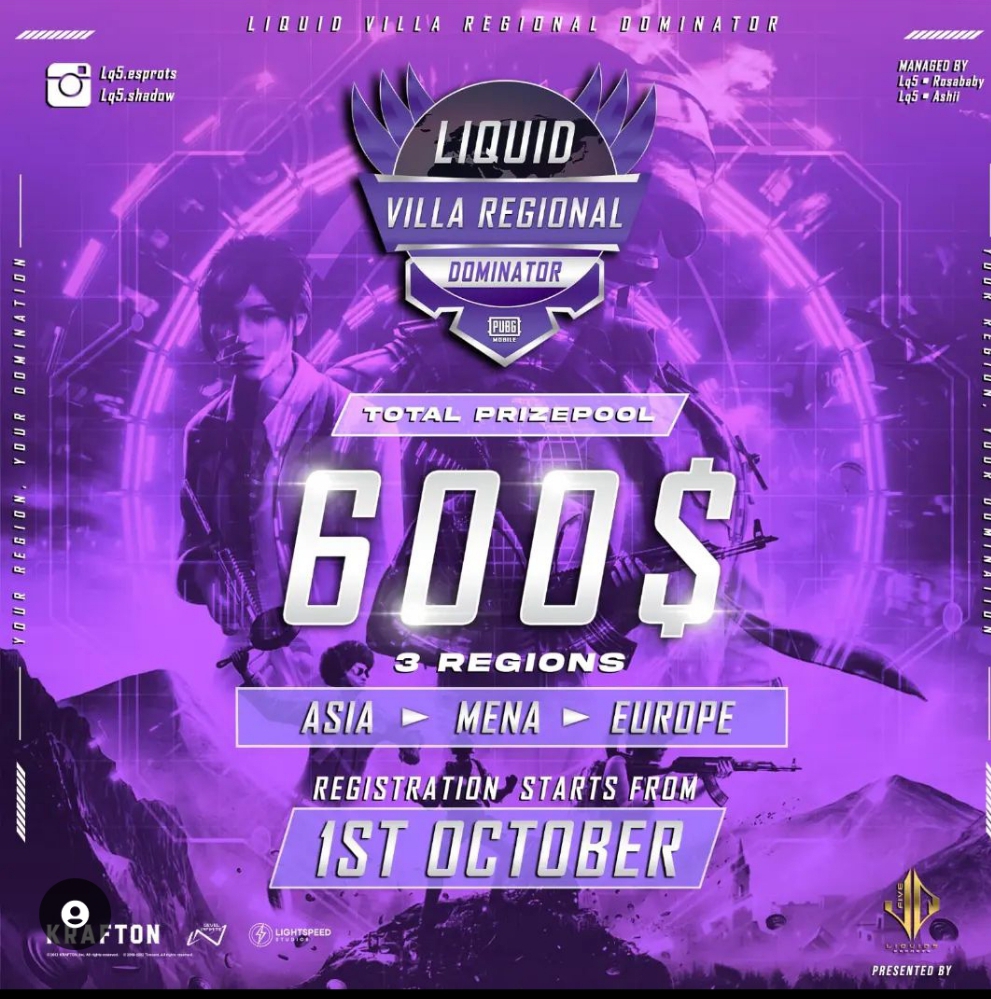 LIQUID VILLA REGIONAL DOMINATOR
Lq5.esprots
Lq5.shadow
MANAGED BY
Lq5 ▪ Rosababy
Lq5 ▪ Ashii
LIQUID
VILLA REGIONAL
DOMINATOR
PUBG
MOBILE
YOUR REGION, YOUR DOMINATION
YOUR REGION, YOUR DOMINATION
TOTAL PRIZEPOOL
600$
3 REGIONS
ASIA ► MENA ► EUROPE
REGISTRATION STARTS FROM
1ST OCTOBER
KRAFTON
LIGHTSPEED
STUDIOS
FIVE
PRESENTED BY